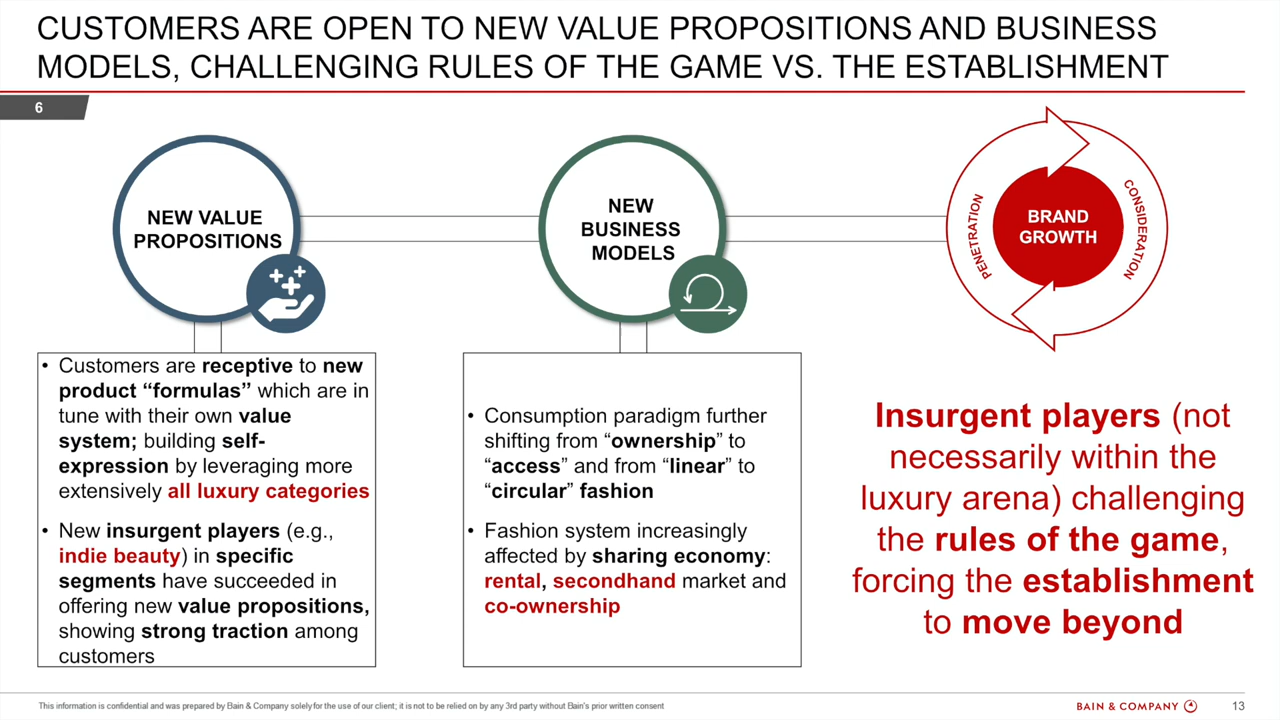 CUSTOMERS ARE OPEN TO NEW VALUE PROPOSITIONS AND BUSINESS
MODELS, CHALLENGING RULES OF THE GAME VS. THE ESTABLISHMENT
6
NEW VALUE
PROPOSITIONS
NEW
BUSINESS
MODELS
PENETRATION
BRAND
GROWTH
CONSIDERATION
• Customers are receptive to new
product “formulas” which are in
tune with their own value
system; building self-
expression by leveraging more
extensively all luxury categories
• New insurgent players (e.g.,
indie beauty) in specific
segments have succeeded in
offering new value propositions,
showing strong traction among
customers
• Consumption paradigm further
shifting from “ownership” to
“access” and from “linear” to
“circular” fashion
• Fashion system increasingly
affected by sharing economy:
rental, secondhand market and
co-ownership
Insurgent players (not
necessarily within the
luxury arena) challenging
the rules of the game,
forcing the establishment
to move beyond
This information is confidential and was prepared by Bain & Company solely for the use of our client; it is not to be relied on by any 3rd party without Bain's prior written consent
BAIN & COMPANY
13